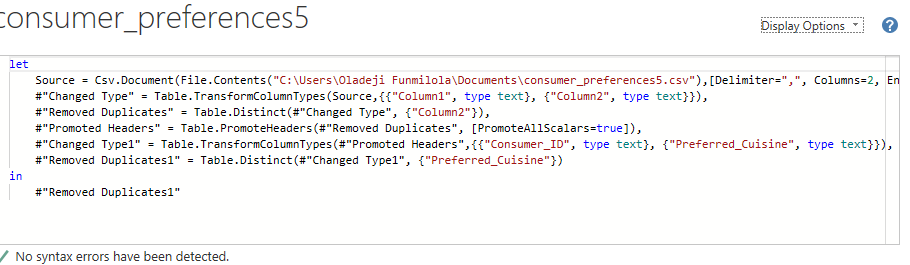 consumer_preferences5
Display Options
?
let
Source = Csv.Document(File.Contents("C:\Users\Oladeji Funmilola\Documents\consumer_preferences5.csv"),[Delimiter=",", Columns=2, En
#"Changed Type" = Table.TransformColumnTypes(Source,{{"Column1", type text}, {"Column2", type text}}),
#"Removed Duplicates" = Table.Distinct(#"Changed Type", {"Column2"}),
#"Promoted Headers" = Table.PromoteHeaders(#"Removed Duplicates", [PromoteAllScalars=true]),
#"Changed Type1" = Table.TransformColumnTypes(#"Promoted Headers",{{"Consumer_ID", type text}, {"Preferred_Cuisine", type text}}),
#"Removed Duplicates1" = Table.Distinct(#"Changed Type1", {"Preferred_Cuisine"})
in
#"Removed Duplicates1"
No syntax errors have been detected.